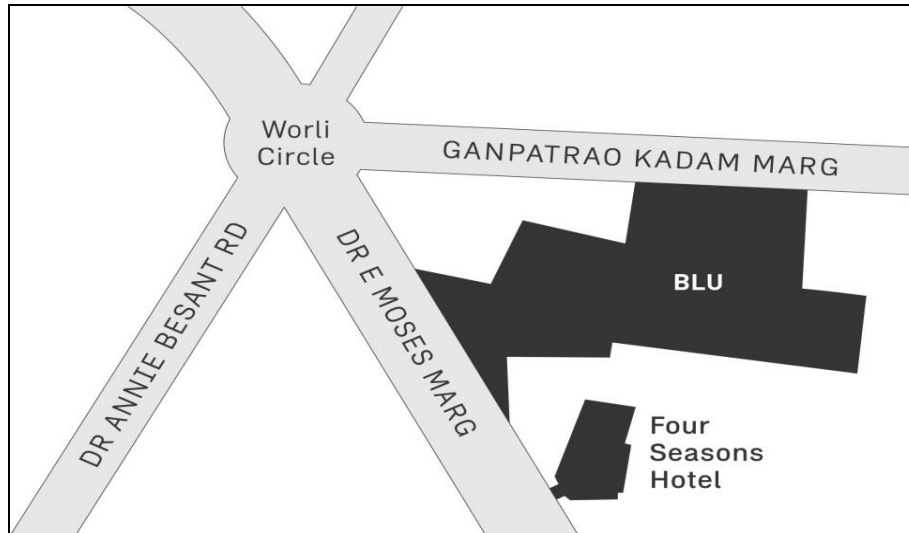 Worli
Circle
GANPATRAO KADAM MARG
DR ANNIE BESANT RD
DR E MOSES MARG
BLU
Four
Seasons
Hotel